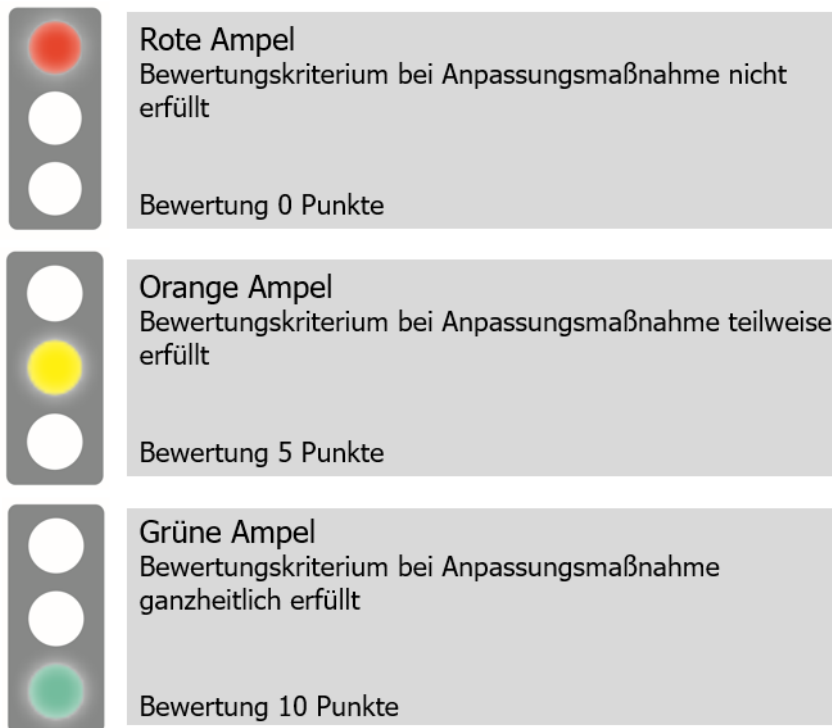 Rote Ampel
Bewertungskriterium bei Anpassungsmaßnahme nicht
erfüllt
Bewertung 0 Punkte
Orange Ampel
Bewertungskriterium bei Anpassungsmaßnahme teilweise
erfüllt
Bewertung 5 Punkte
Grüne Ampel
Bewertungskriterium bei Anpassungsmaßnahme
ganzheitlich erfüllt
Bewertung 10 Punkte